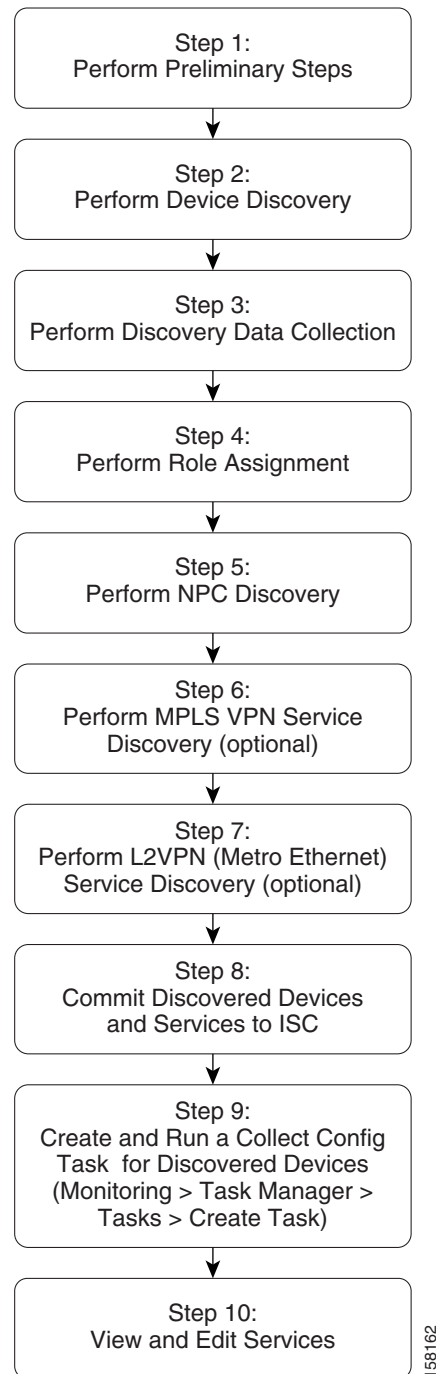 Step 1:
Perform Preliminary Steps
Step 2:
Perform Device Discovery
Step 3:
Perform Discovery Data Collection
Step 4:
Perform Role Assignment
Step 5:
Perform NPC Discovery
Step 6:
Perform MPLS VPN Service
Discovery (optional)
Step 7:
Perform L2VPN (Metro Ethernet)
Service Discovery (optional)
Step 8:
Commit Discovered Devices
and Services to ISC
Step 9:
Create and Run a Collect Config
Task for Discovered Devices
(Monitoring > Task Manager >
Tasks > Create Task)
Step 10:
View and Edit Services
158162